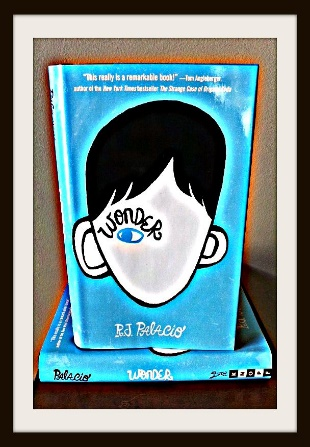 "This really is a remarkable book!" —Tom Angleberger
author of the New York Times bestseller The Strange Case of Origami Yoda
WONDER
R.J. PALACIO
PALACIO
WONDER